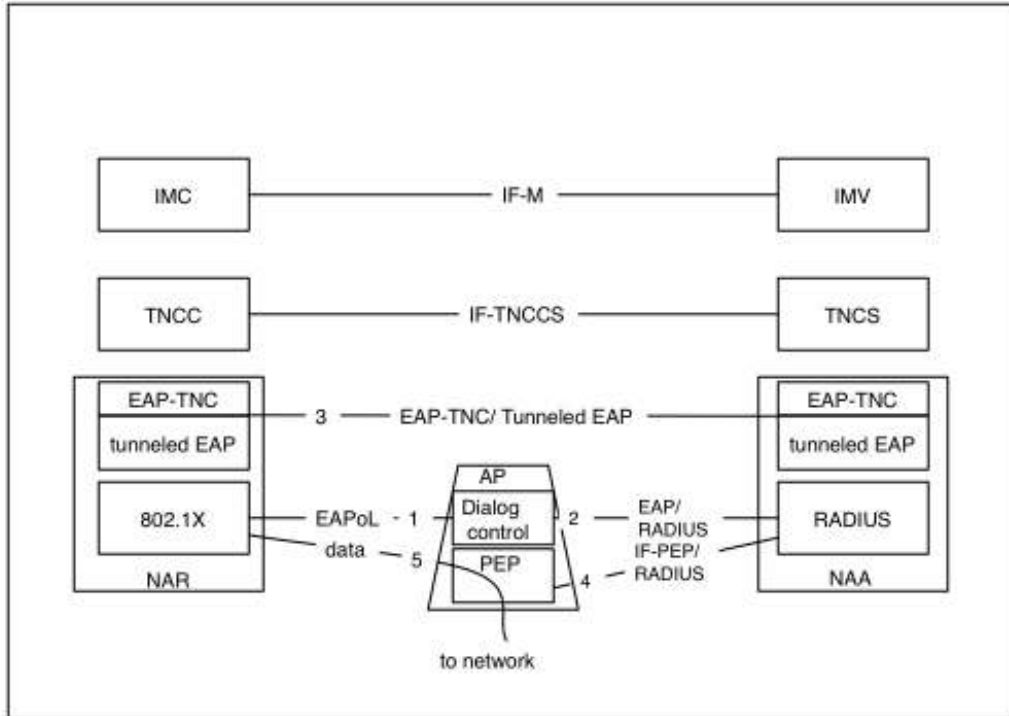 IMC
IF-M
IMV
TNCC
IF-TNCCS
TNCS
EAP-TNC
tunneled EAP
3
EAP-TNC/ Tunneled EAP
EAP-TNC
tunneled EAP
802.1X
NAR
EAPoL - 1
data
5
AP
Dialog
control
PEP
2
EAP/
RADIUS
IF-PEP/
RADIUS
4
RADIUS
NAA
to network